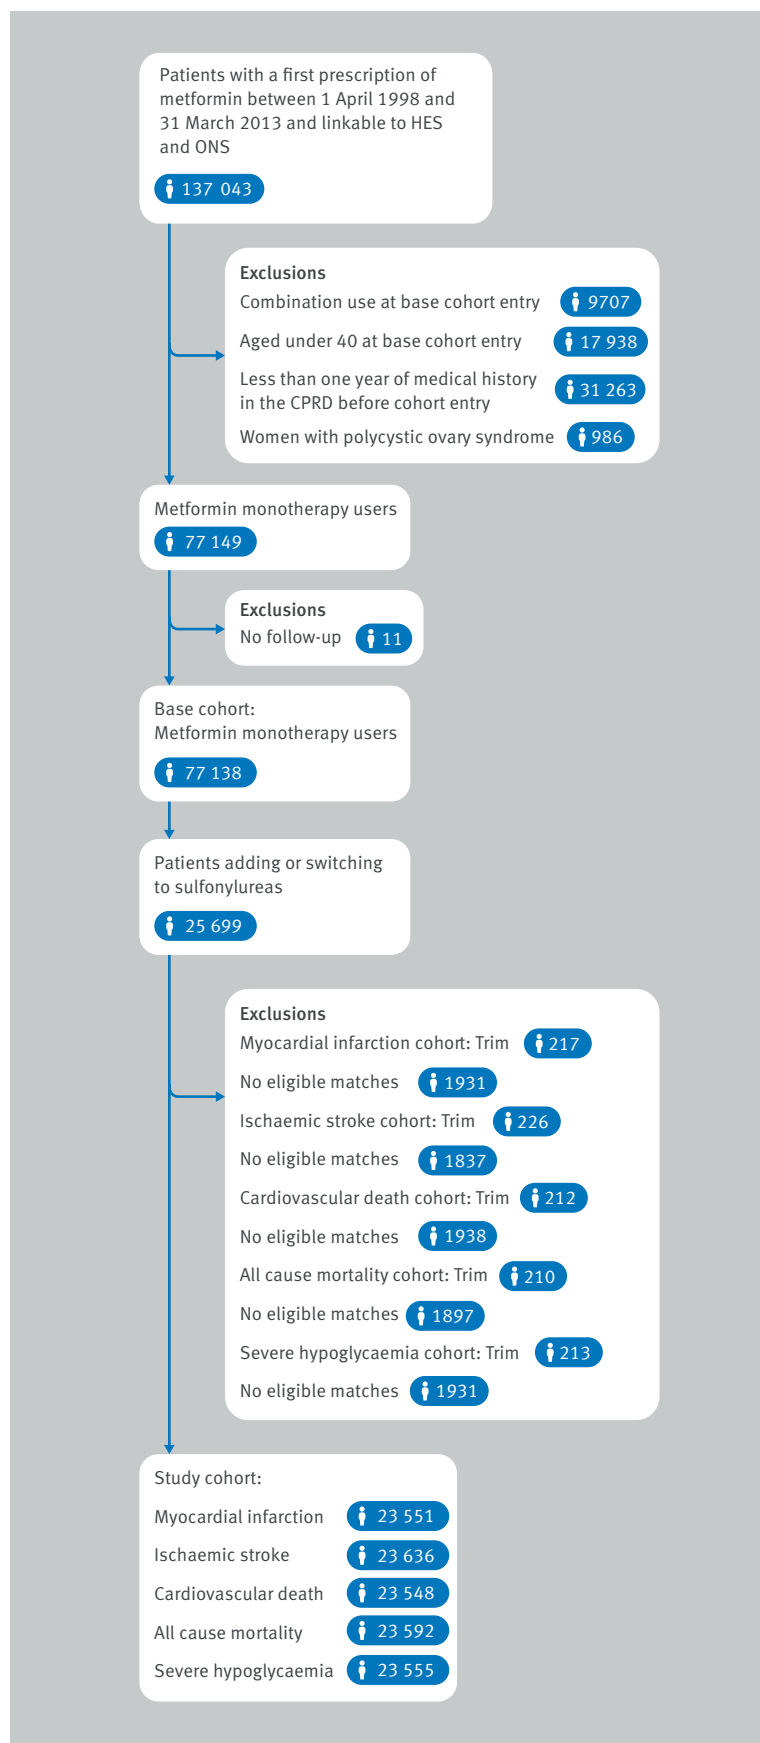 Patients with a first prescription of
metformin between 1 April 1998 and
31 March 2013 and linkable to HES
and ONS
137 043
Exclusions
Combination use at base cohort entry 9707
Aged under 40 at base cohort entry 17 938
Less than one year of medical history
in the CPRD before cohort entry 31 263
Women with polycystic ovary syndrome 986
Metformin monotherapy users
77 149
Exclusions
No follow-up 11
Base cohort:
Metformin monotherapy users
77 138
Patients adding or switching
to sulfonylureas
25 699
Exclusions
Myocardial infarction cohort: Trim 217
No eligible matches 1931
Ischaemic stroke cohort: Trim 226
No eligible matches 1837
Cardiovascular death cohort: Trim 212
No eligible matches 1938
All cause mortality cohort: Trim 210
No eligible matches 1897
Severe hypoglycaemia cohort: Trim 213
No eligible matches 1931
Study cohort:
Myocardial infarction 23 551
Ischaemic stroke 23 636
Cardiovascular death 23 548
All cause mortality 23 592
Severe hypoglycaemia 23 555